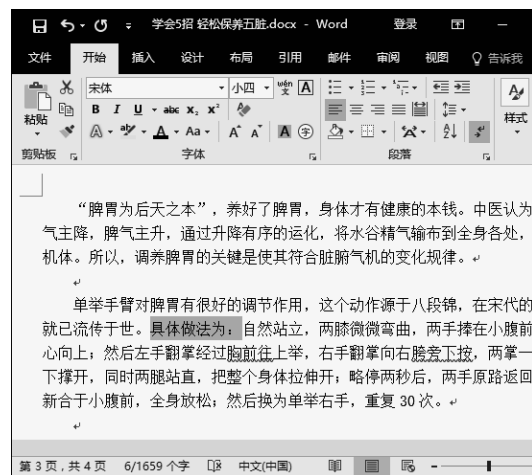 学会5招 轻松保养五脏.docx - Word 登录
文件 开始 插入 设计 布局 引用 邮件 审阅 视图 告诉我
宋体 小四 wén 文 A
粘贴 B I U abc X₂ X² 样式
A aby A Aa A A A 字
剪贴板 字体 段落
“脾胃为后天之本”，养好了脾胃，身体才有健康的本钱。中医认为
气主降，脾气主升，通过升降有序的运化，将水谷精气输布到全身各处，
机体。所以，调养脾胃的关键是使其符合脏腑气机的变化规律。
单举手臂对脾胃有很好的调节作用，这个动作源于八段锦，在宋代的
就已流传于世。具体做法为：自然站立，两膝微微弯曲，两手捧在小腹前
心向上；然后左手翻掌经过胸前往上举，右手翻掌向右胯旁下按，两掌一
下撑开，同时两腿站直，把整个身体拉伸开；略停两秒后，两手原路返回
新合于小腹前，全身放松；然后换为单举右手，重复 30 次。
第 3 页，共 4 页 6/1659 个字 中文(中国)